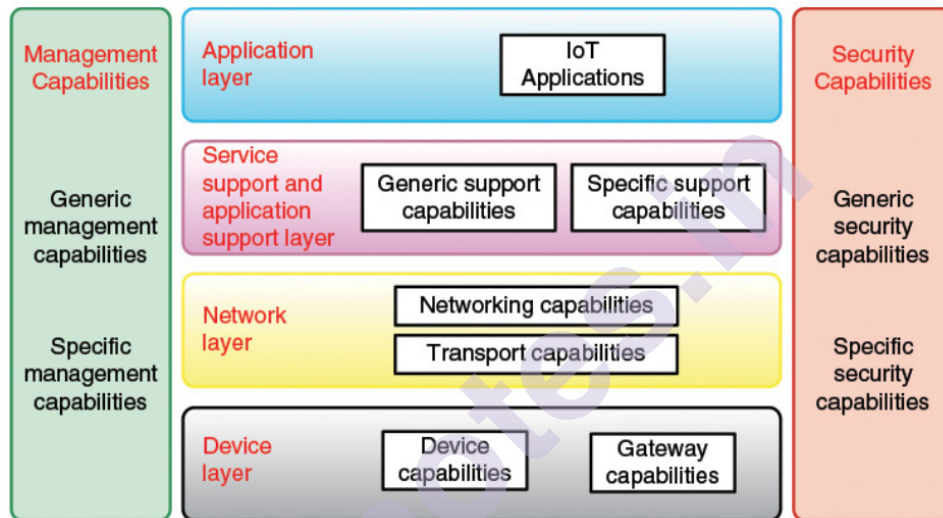 Management
Capabilities
Generic
management
capabilities
Specific
management
capabilities
Application
layer
IoT
Applications
Service
support and
application
support layer
Generic support
capabilities
Specific support
capabilities
Network
layer
Networking capabilities
Transport capabilities
Device
layer
Device
capabilities
Gateway
capabilities
Security
Capabilities
Generic
security
capabilities
Specific
security
capabilities
otes.in